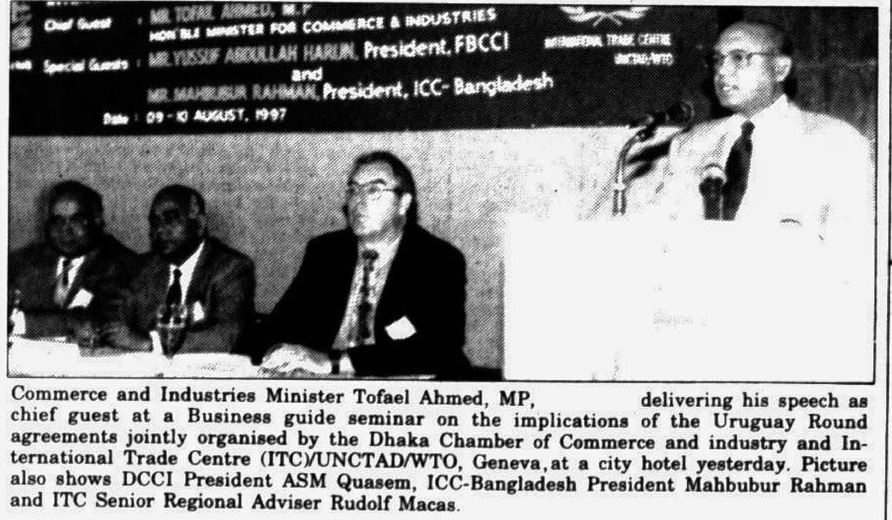 Chief Guest : MR. TOFAIL AHMED, M.P
HON'BLE MINISTER FOR COMMERCE & INDUSTRIES
Special Guests : MR. YUSSUF ABDULLAH HARUN, President, FBCCI
and
MR. MAHBUBUR RAHMAN, President, ICC-Bangladesh
Date : 09-10 AUGUST, 1997
INTERNATIONAL TRADE CENTRE
UNCTAD/WTO
Commerce and Industries Minister Tofael Ahmed, MP, delivering his speech as
chief guest at a Business guide seminar on the implications of the Uruguay Round
agreements jointly organised by the Dhaka Chamber of Commerce and industry and In-
ternational Trade Centre (ITC)/UNCTAD/WTO, Geneva, at a city hotel yesterday. Picture
also shows DCCI President ASM Quasem, ICC-Bangladesh President Mahbubur Rahman
and ITC Senior Regional Adviser Rudolf Macas.